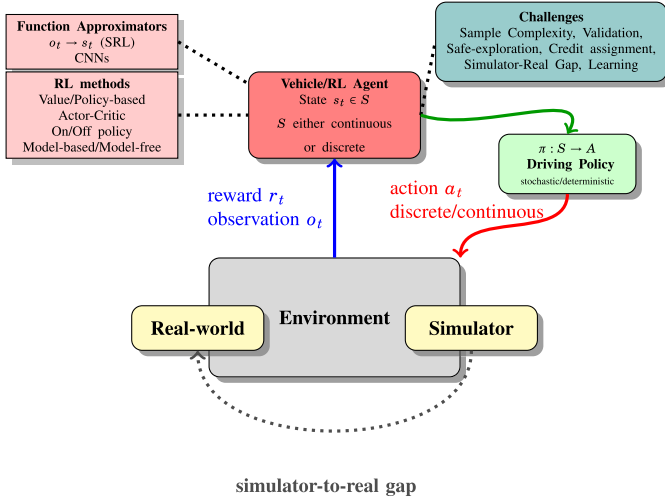 Function Approximators
o_t → s_t (SRL)
CNNs
RL methods
Value/Policy-based
Actor-Critic
On/Off policy
Model-based/Model-free
Vehicle/RL Agent
State s_t ∈ S
S either continuous
or discrete
Challenges
Sample Complexity, Validation,
Safe-exploration, Credit assignment,
Simulator-Real Gap, Learning
π : S → A
Driving Policy
stochastic/deterministic
reward r_t
observation o_t
action a_t
discrete/continuous
Environment
Real-world
Simulator
simulator-to-real gap